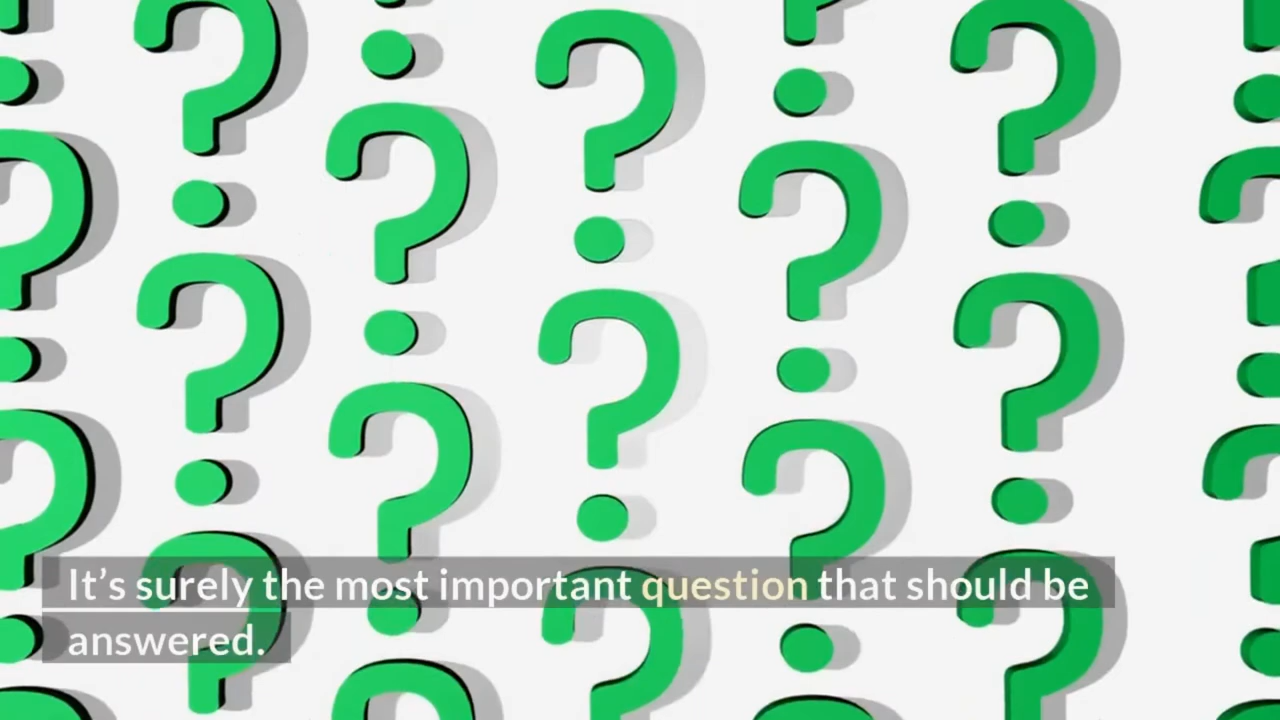 It’s surely the most important question that should be
answered.